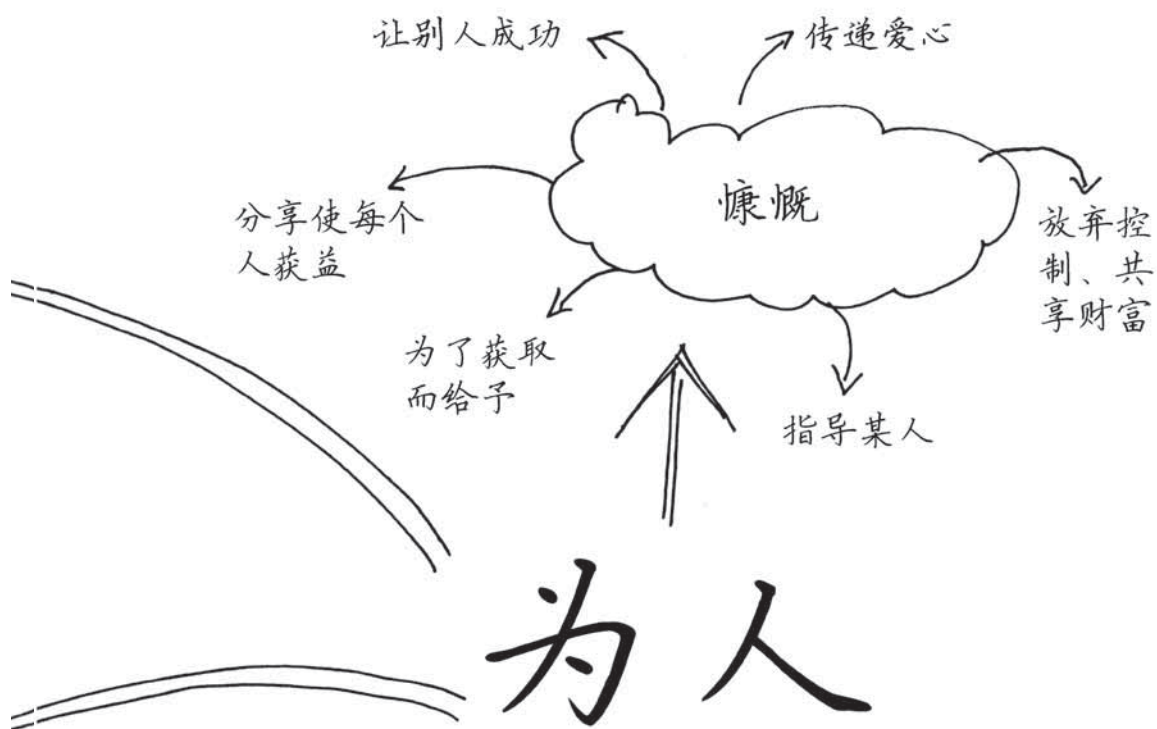 让别人成功
传递爱心
慷慨
分享使每个
人获益
放弃控
制、共
享财富
为了获取
而给予
指导某人
为人